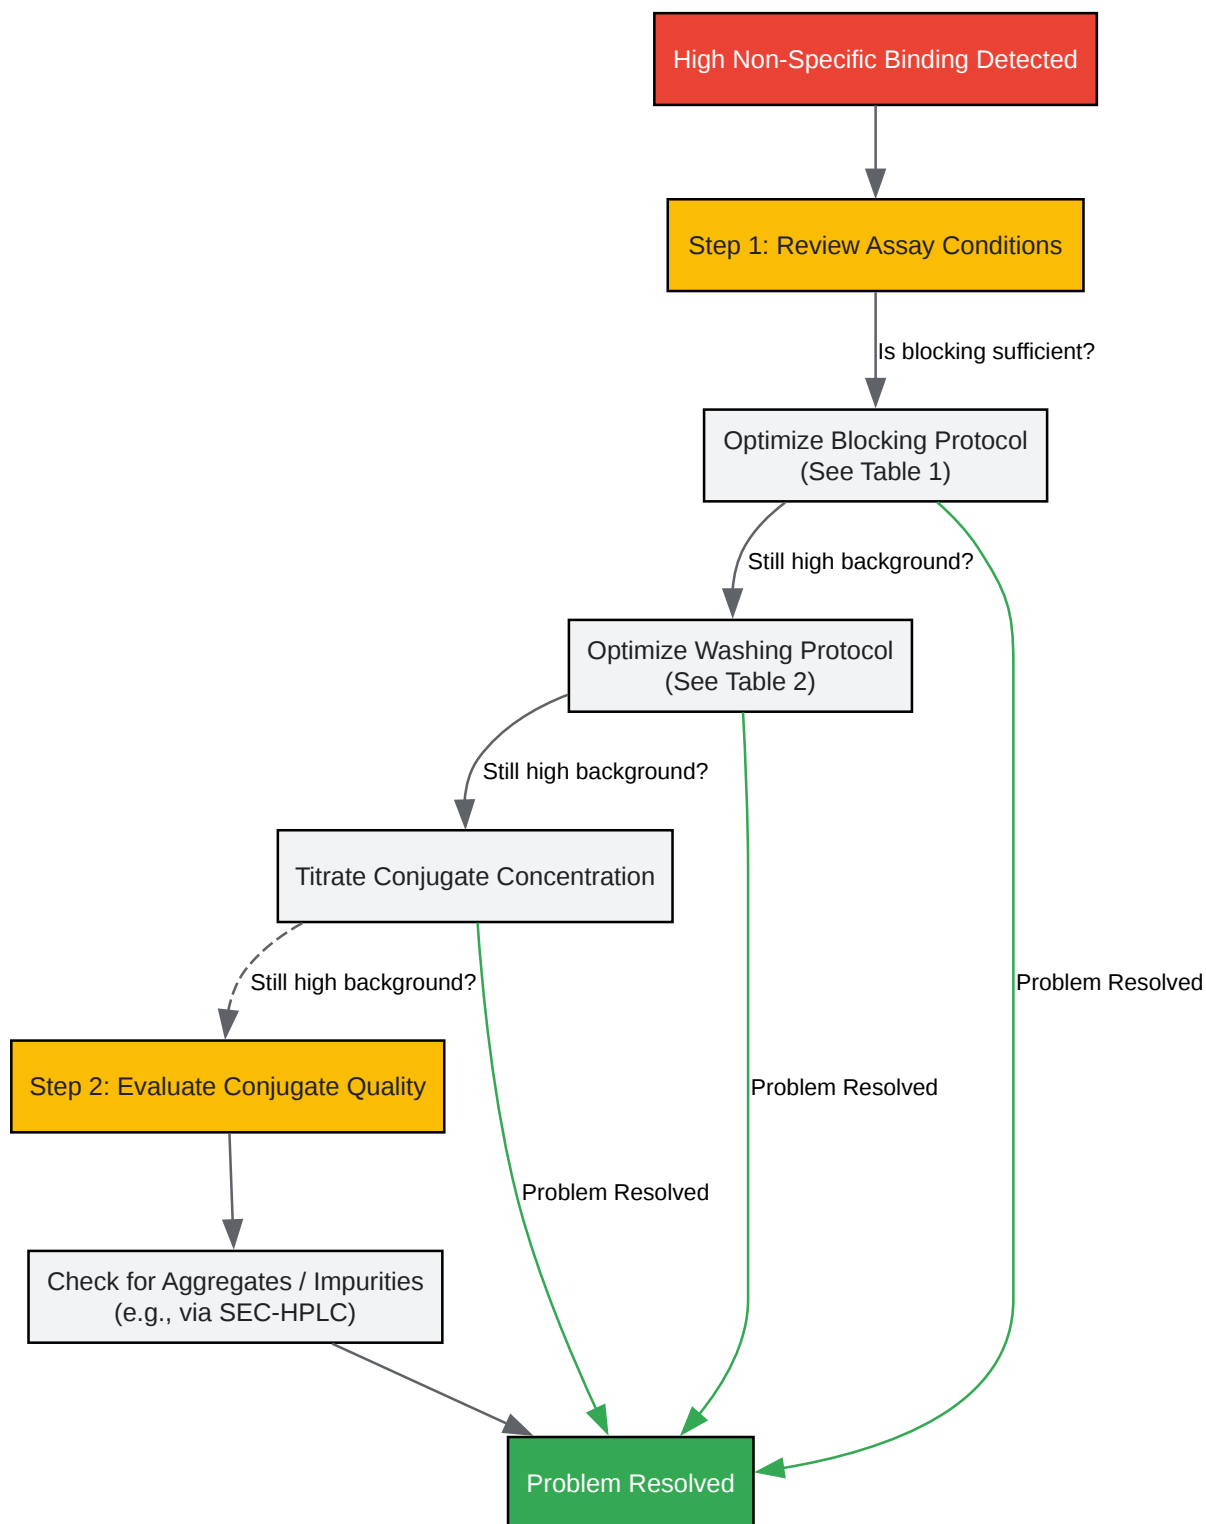 High Non-Specific Binding Detected
Step 1: Review Assay Conditions
Is blocking sufficient?
Optimize Blocking Protocol
(See Table 1)
Still high background?
Optimize Washing Protocol
(See Table 2)
Still high background?
Titrate Conjugate Concentration
Still high background?
Problem Resolved
Step 2: Evaluate Conjugate Quality
Problem Resolved
Problem Resolved
Check for Aggregates / Impurities
(e.g., via SEC-HPLC)
Problem Resolved